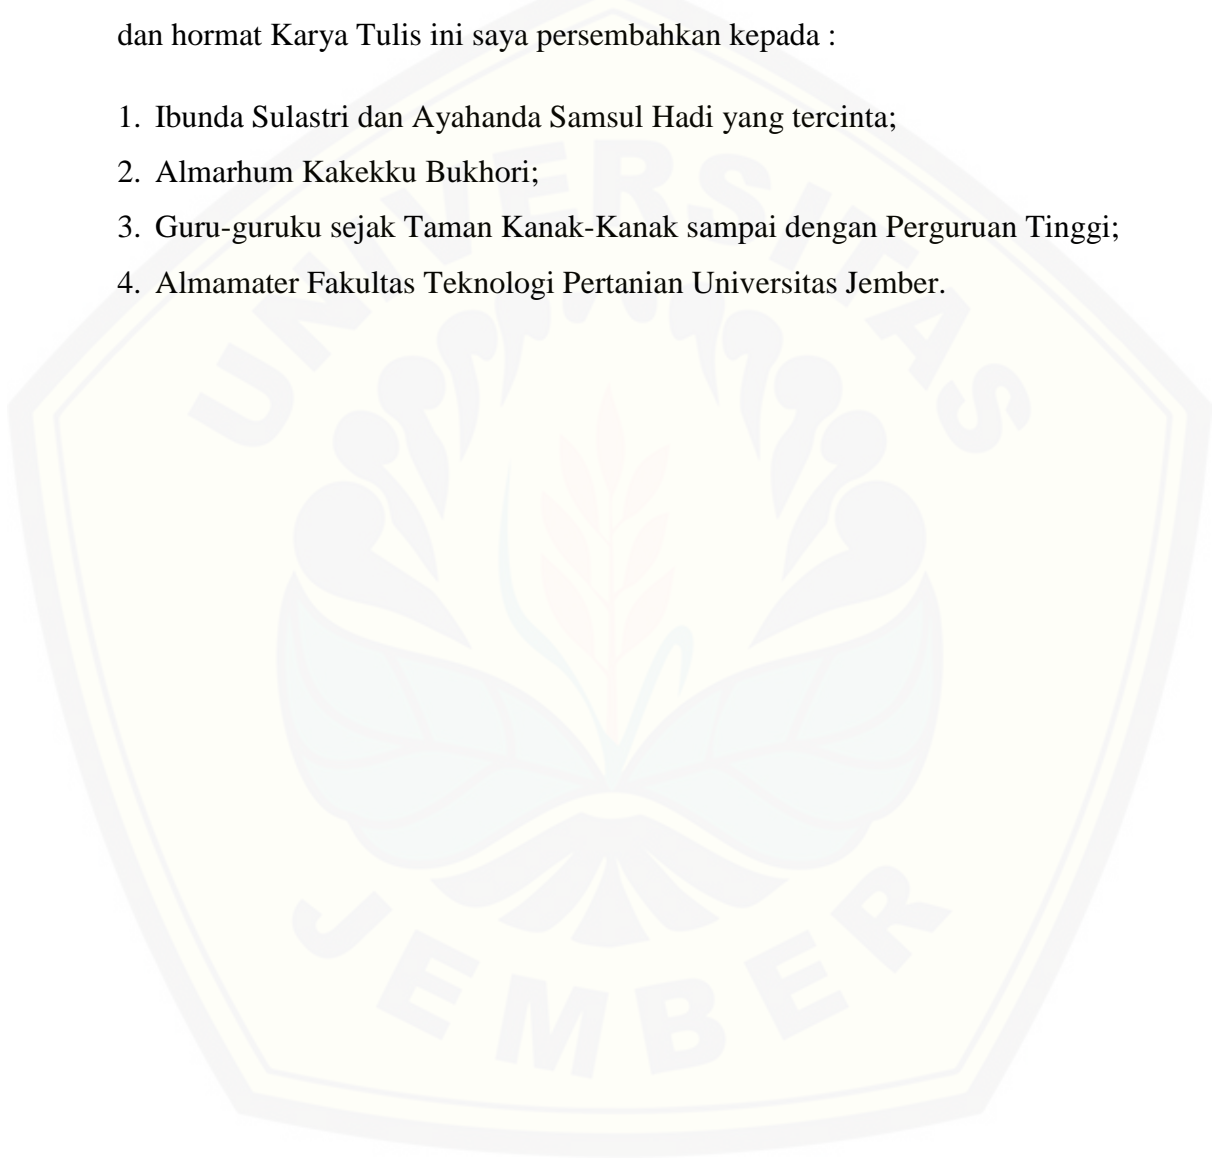 dan hormat Karya Tulis ini saya persembahkan kepada :
1. Ibunda Sulastri dan Ayahanda Samsul Hadi yang tercinta;
2. Almarhum Kakekku Bukhori;
3. Guru-guruku sejak Taman Kanak-Kanak sampai dengan Perguruan Tinggi;
4. Almamater Fakultas Teknologi Pertanian Universitas Jember.
UNIVERSITAS
JEMBER